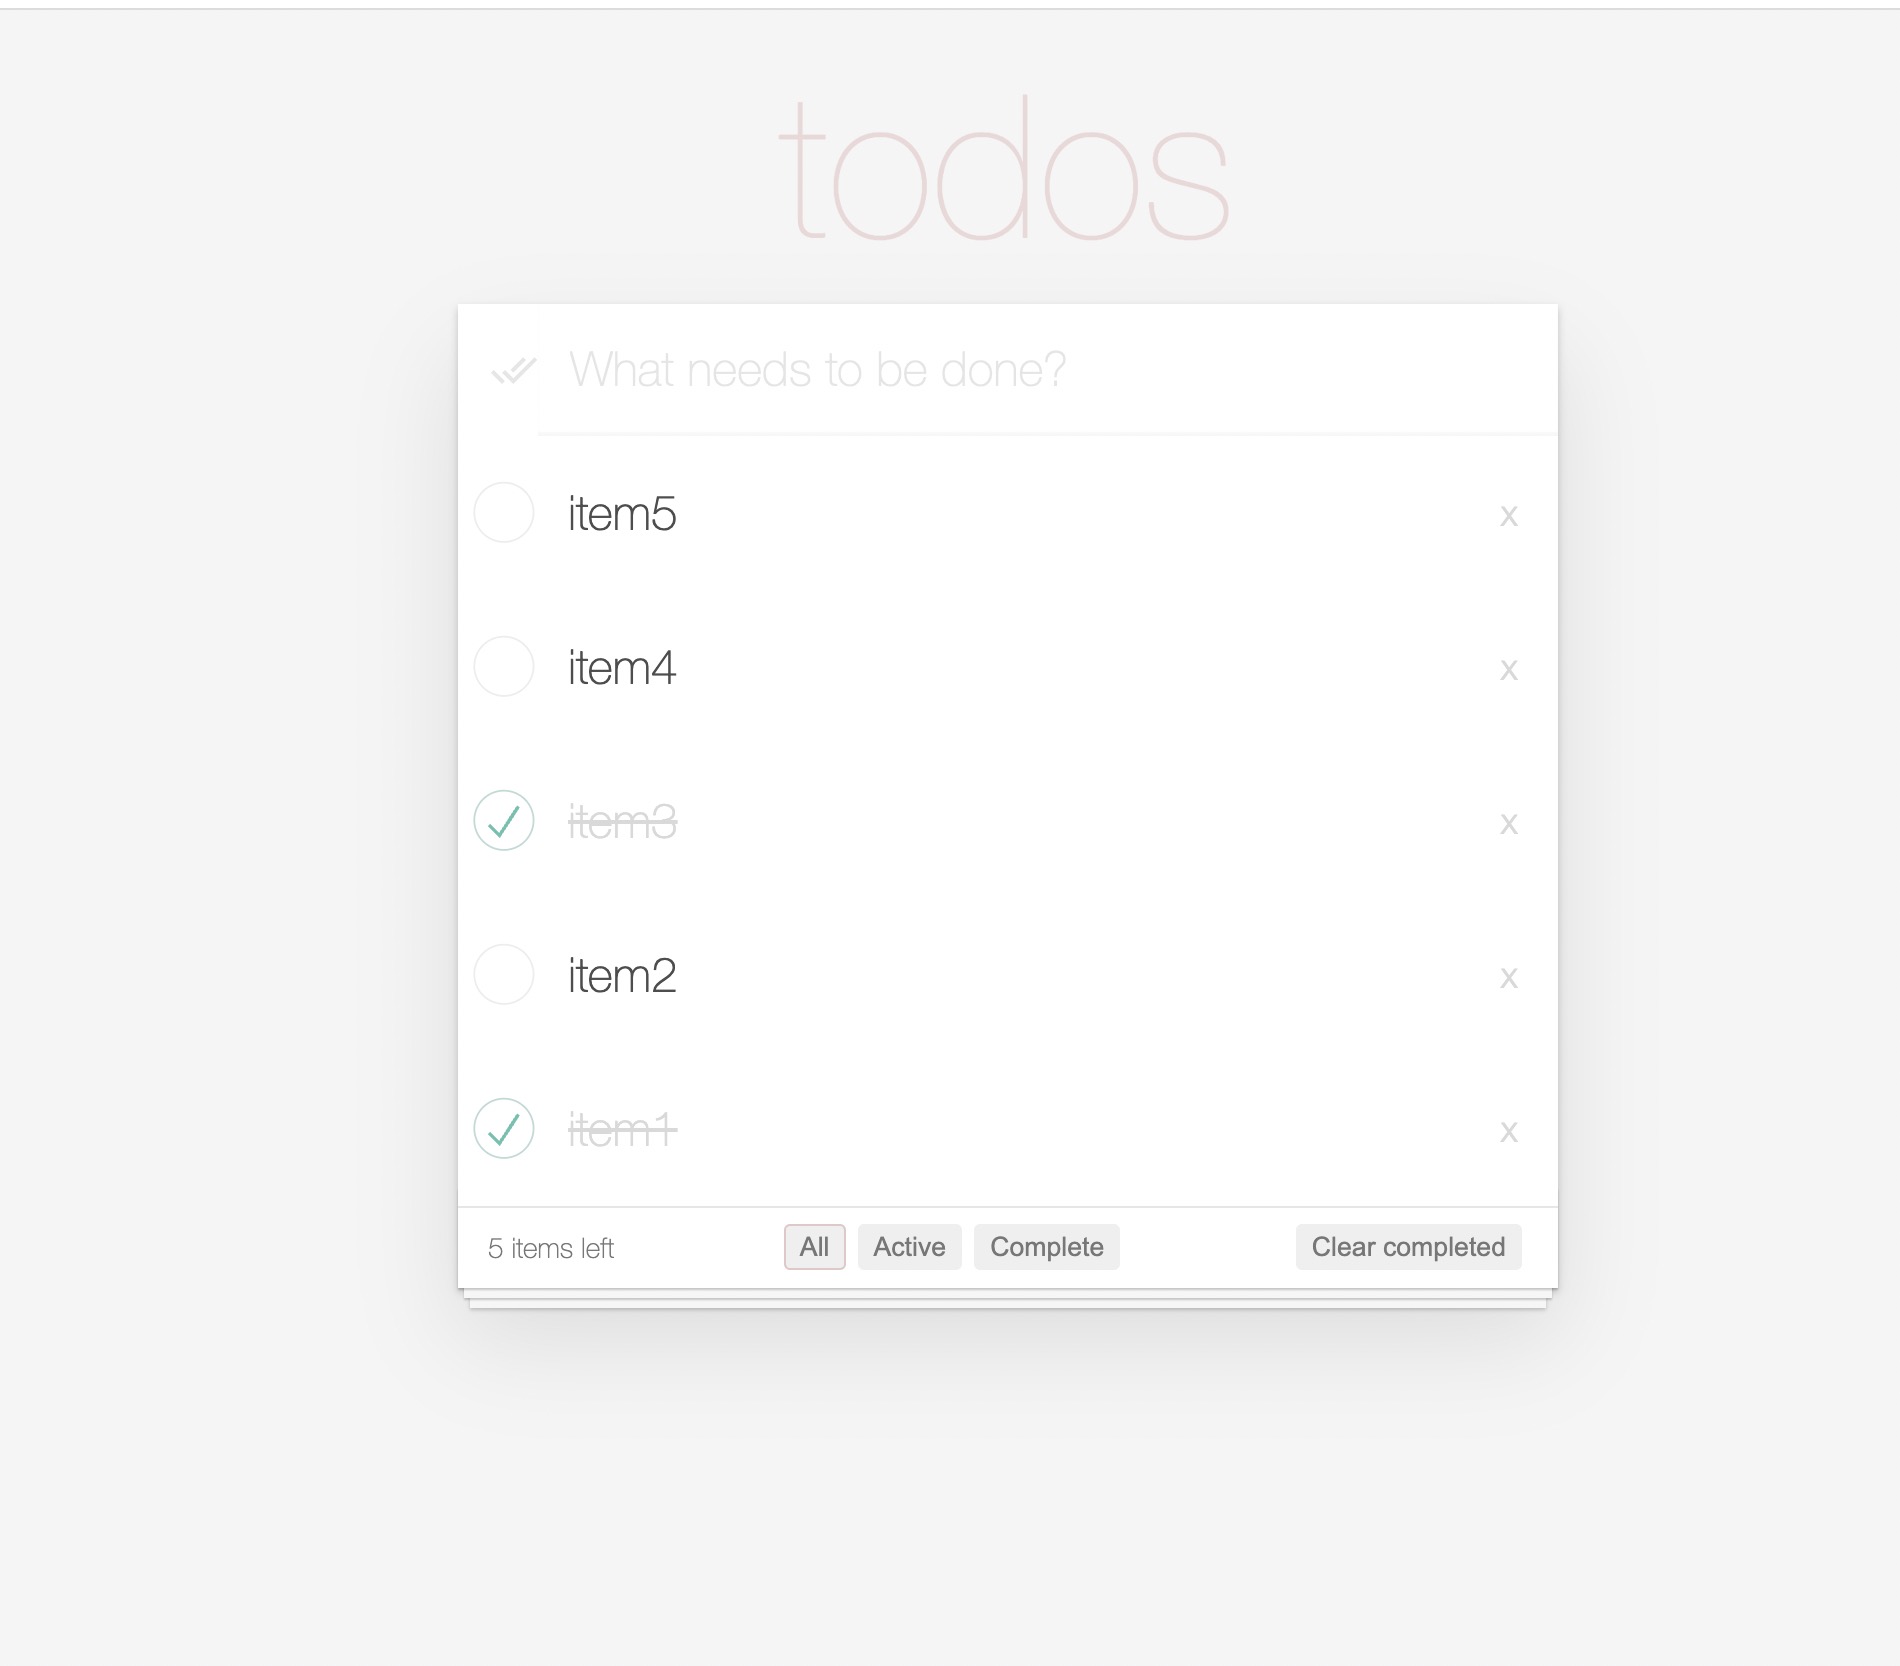 todos
What needs to be done?
item5 x
item4 x
item3 x
item2 x
item1 x
5 items left All Active Complete Clear completed